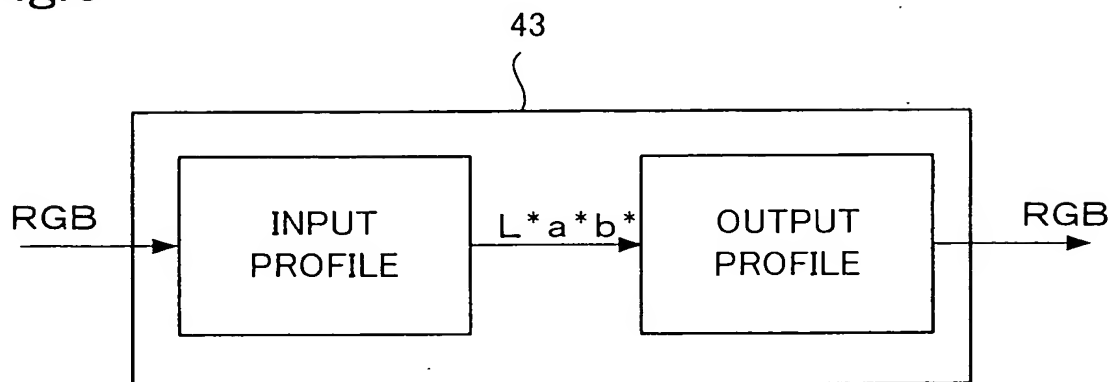 43
RGB
INPUT
PROFILE
L*a*b*
OUTPUT
PROFILE
RGB